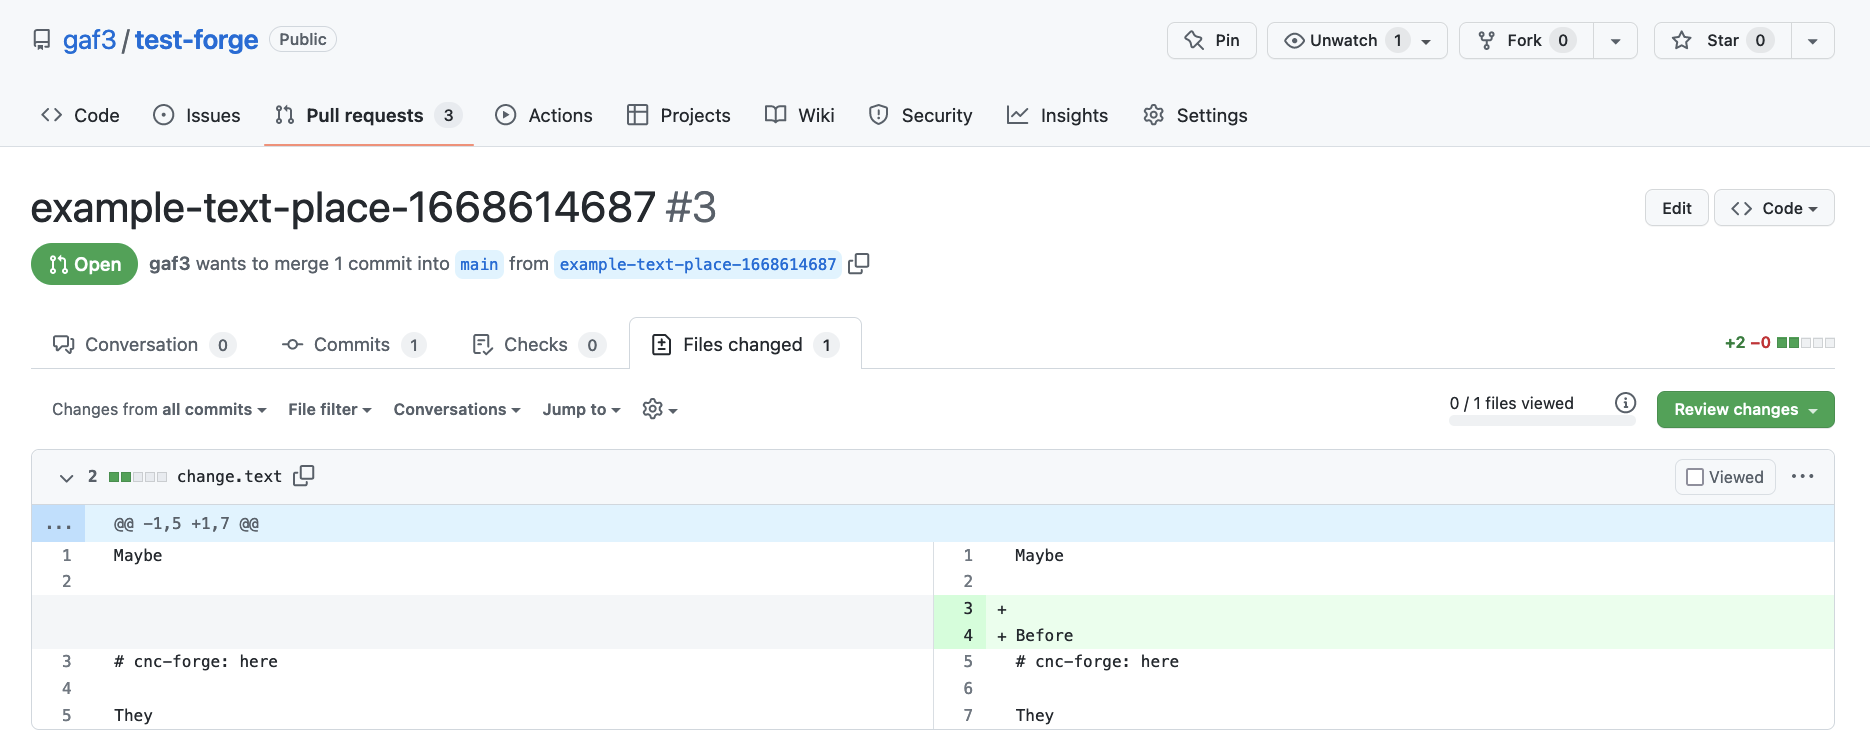 gaf3 / test-forge Public
Pin Unwatch 1 Fork 0 Star 0
Code Issues Pull requests 3 Actions Projects Wiki Security Insights Settings
example-text-place-1668614687 #3
Edit Code
Open gaf3 wants to merge 1 commit into main from example-text-place-1668614687
Conversation 0 Commits 1 Checks 0 Files changed 1
+2 −0
Changes from all commits File filter Conversations Jump to
0 / 1 files viewed Review changes
2 change.text Viewed ...
... @@ -1,5 +1,7 @@
1 Maybe 1 Maybe
2 2
3 +
4 + Before
3 # cnc-forge: here 5 # cnc-forge: here
4 6
5 They 7 They